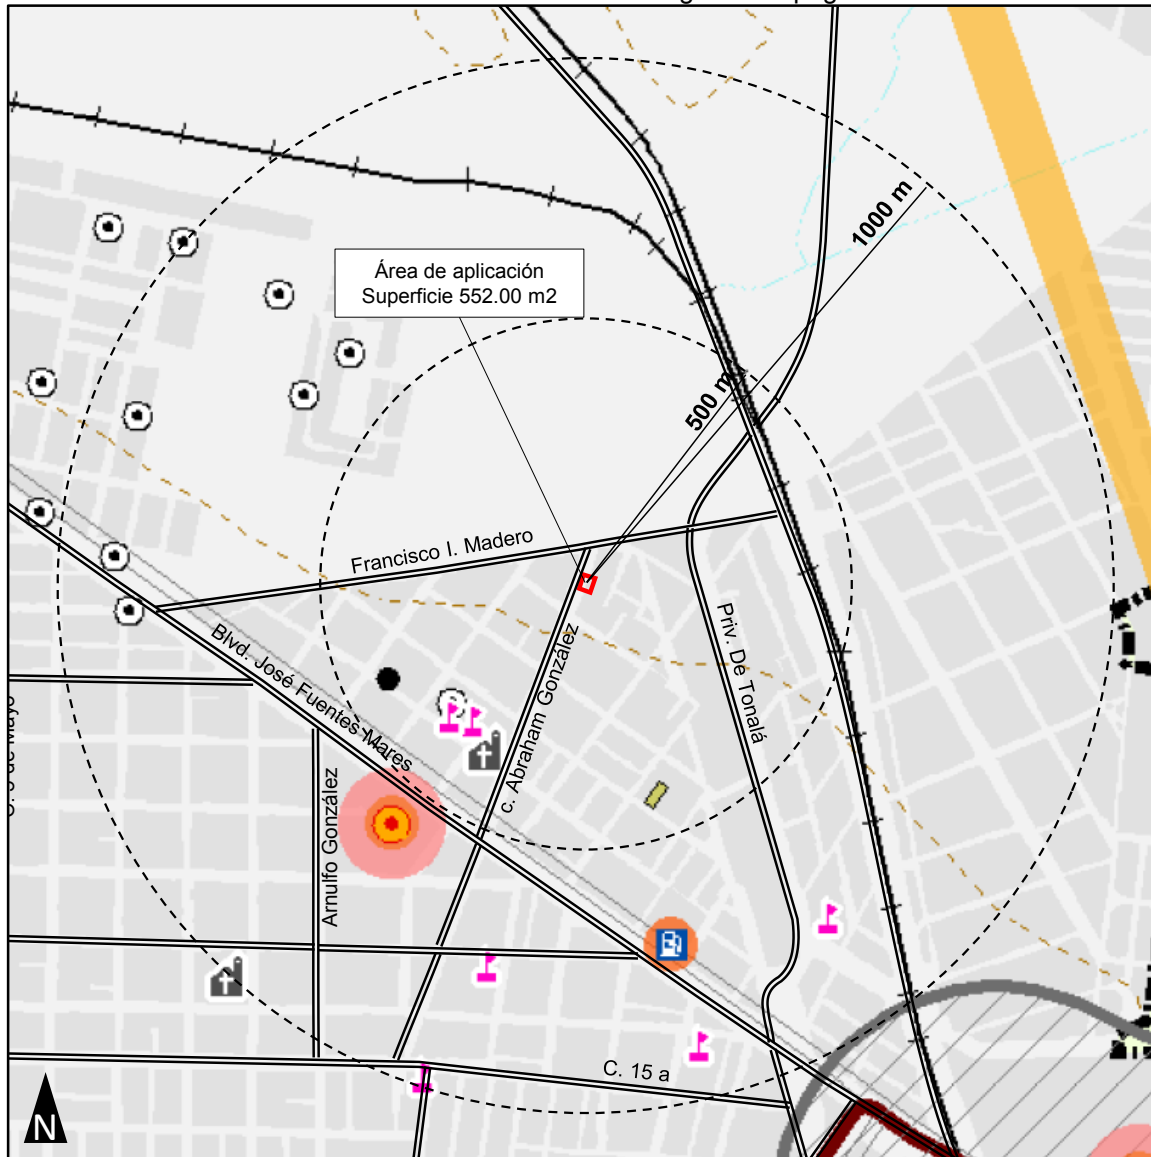 Área de aplicación
Superficie 552.00 m2
1000 m
500 m
Francisco I. Madero
Blvd. José Fuentes Mares
c. Abraham González
Priv. De Tonalá
Arnulfo González
C. 15 a
N